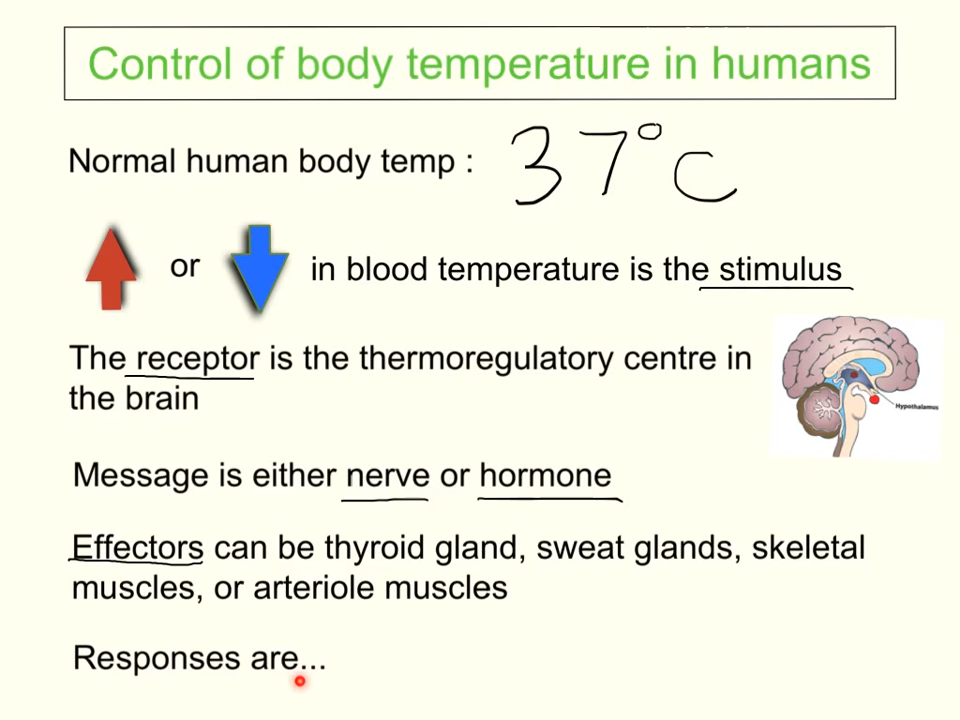 Control of body temperature in humans
Normal human body temp : 37°C
or in blood temperature is the stimulus
The receptor is the thermoregulatory centre in
the brain
Hypothalamus
Message is either nerve or hormone
Effectors can be thyroid gland, sweat glands, skeletal
muscles, or arteriole muscles
Responses are...